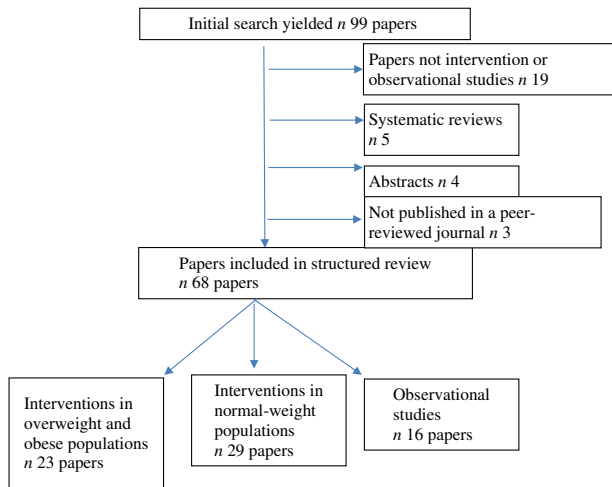 Initial search yielded n 99 papers
Papers not intervention or
observational studies n 19
Systematic reviews
n 5
Abstracts n 4
Not published in a peer-
reviewed journal n 3
Papers included in structured review
n 68 papers
Interventions in
overweight and
obese populations
n 23 papers
Interventions in
normal-weight
populations
n 29 papers
Observational
studies
n 16 papers